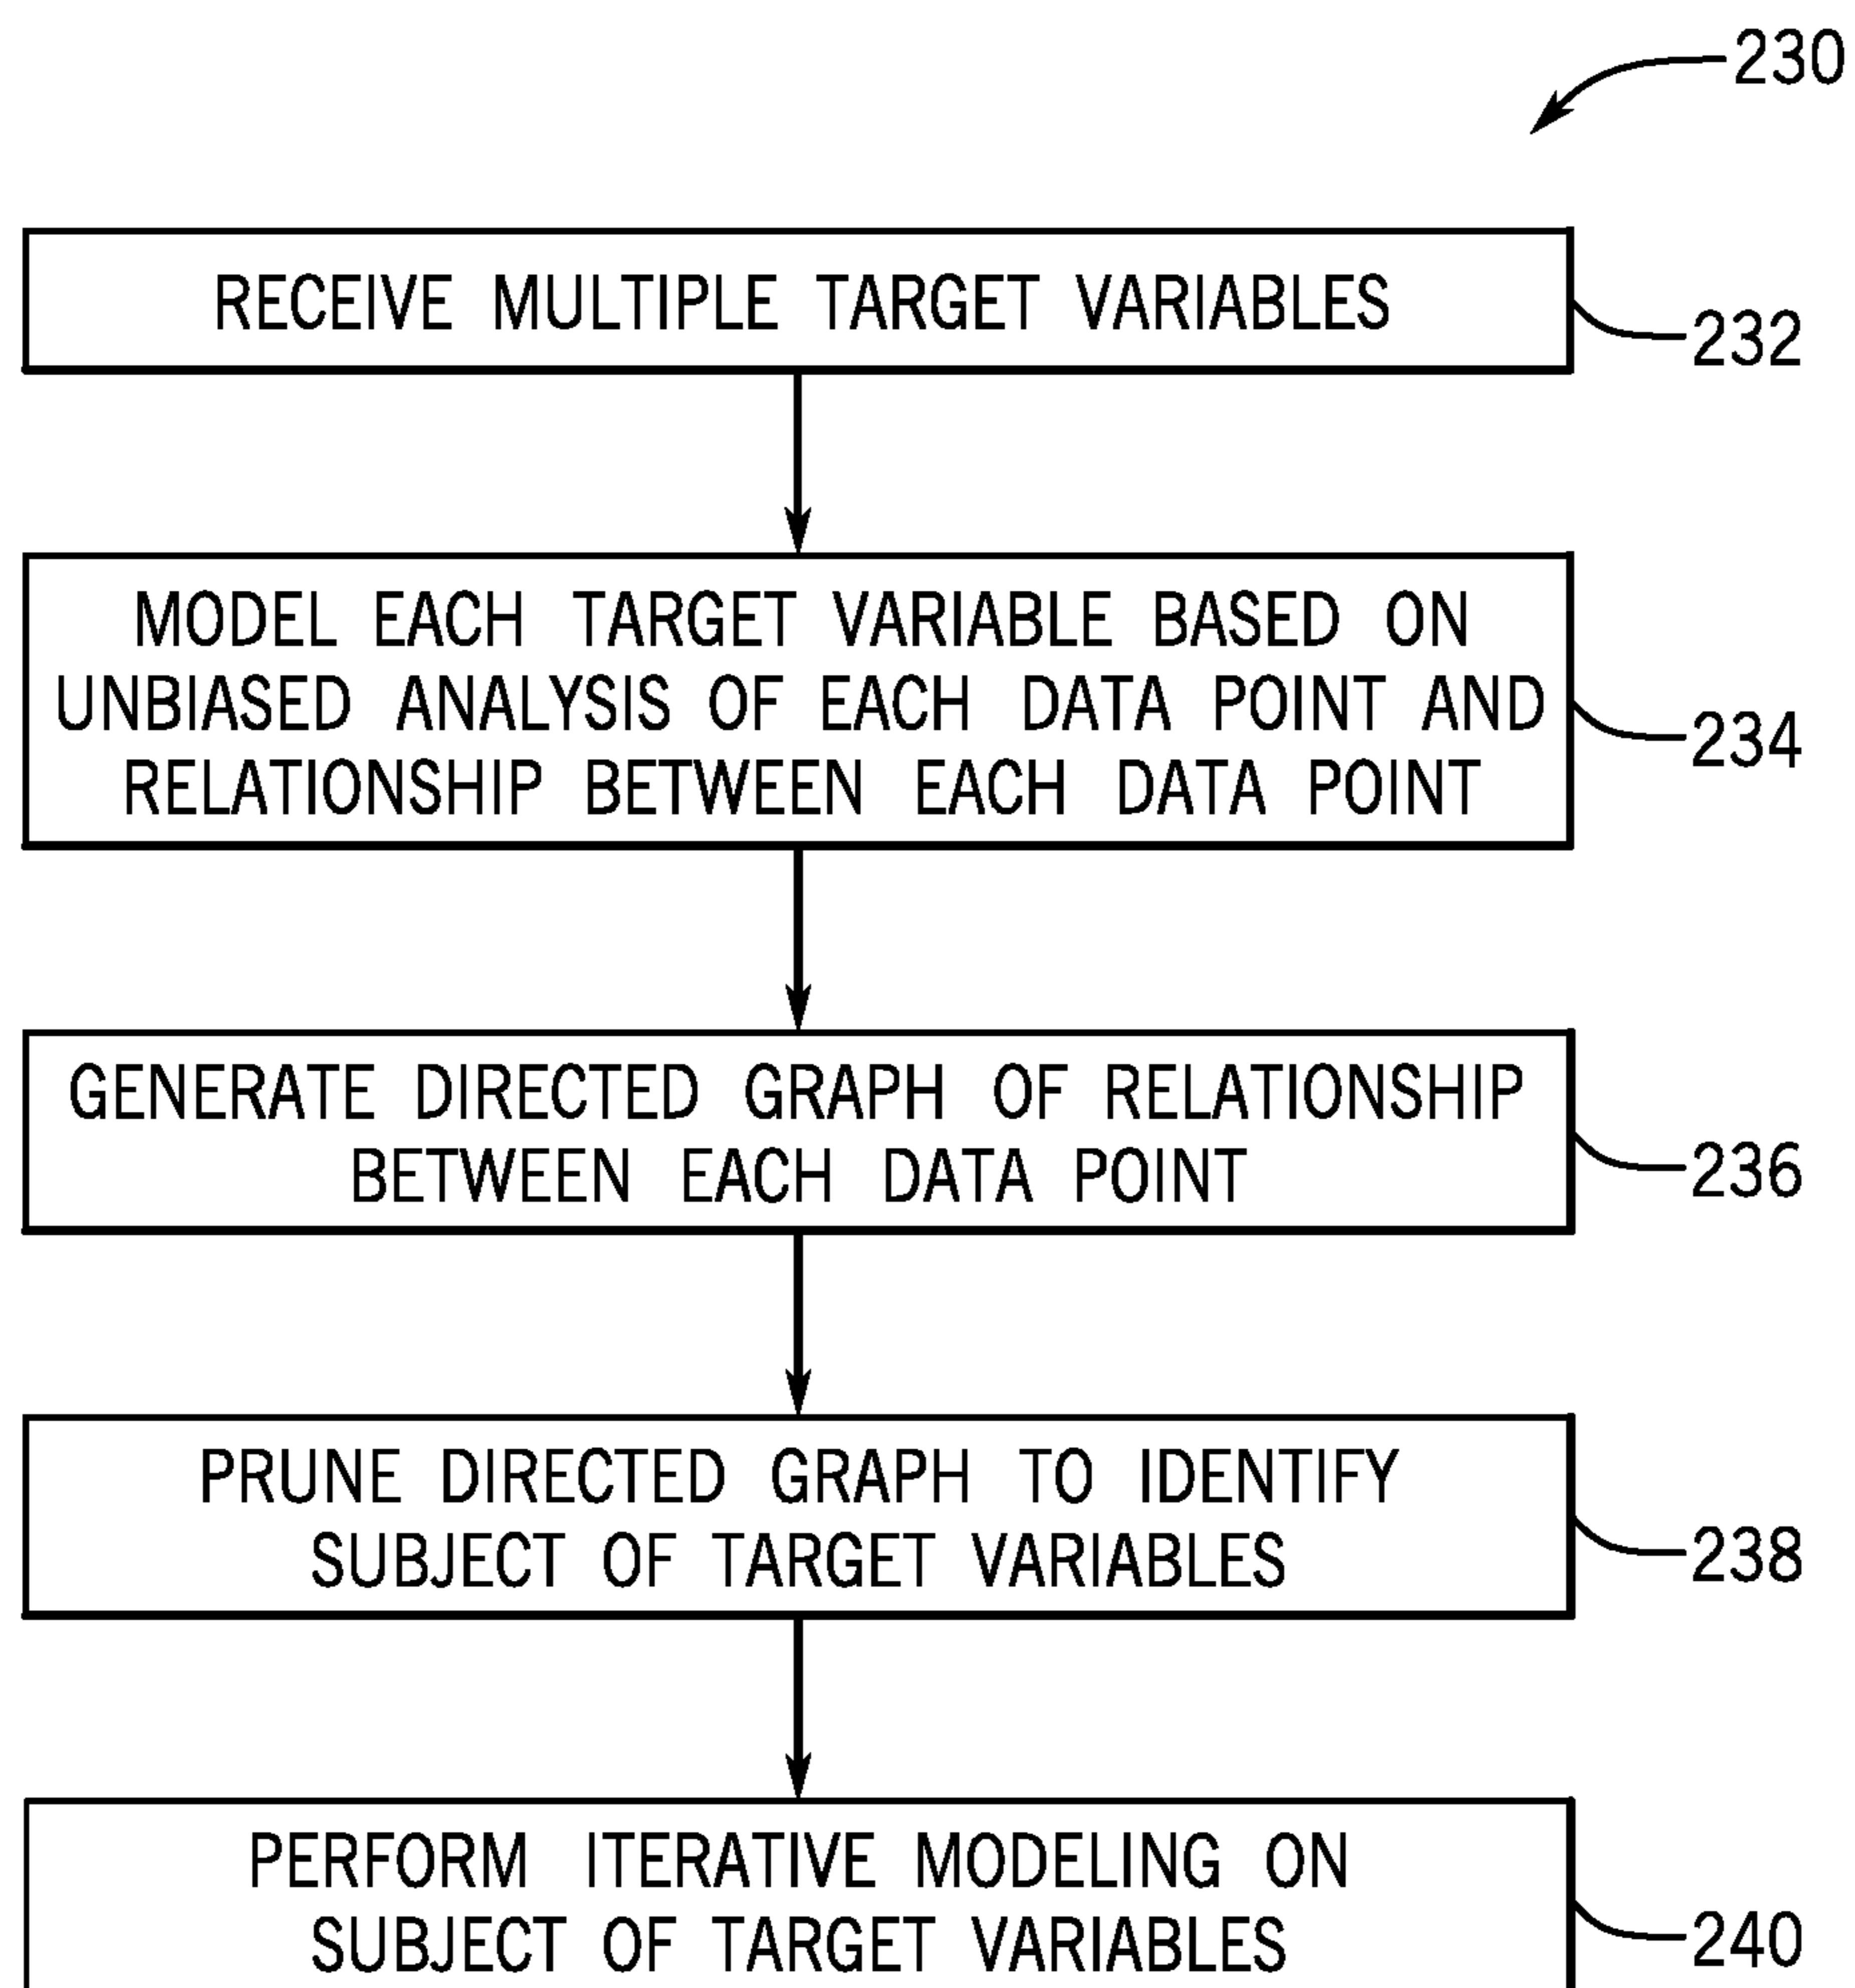 230
RECEIVE MULTIPLE TARGET VARIABLES
232
MODEL EACH TARGET VARIABLE BASED ON
UNBIASED ANALYSIS OF EACH DATA POINT AND
RELATIONSHIP BETWEEN EACH DATA POINT
234
GENERATE DIRECTED GRAPH OF RELATIONSHIP
BETWEEN EACH DATA POINT
236
PRUNE DIRECTED GRAPH TO IDENTIFY
SUBJECT OF TARGET VARIABLES
238
PERFORM ITERATIVE MODELING ON
SUBJECT OF TARGET VARIABLES
240